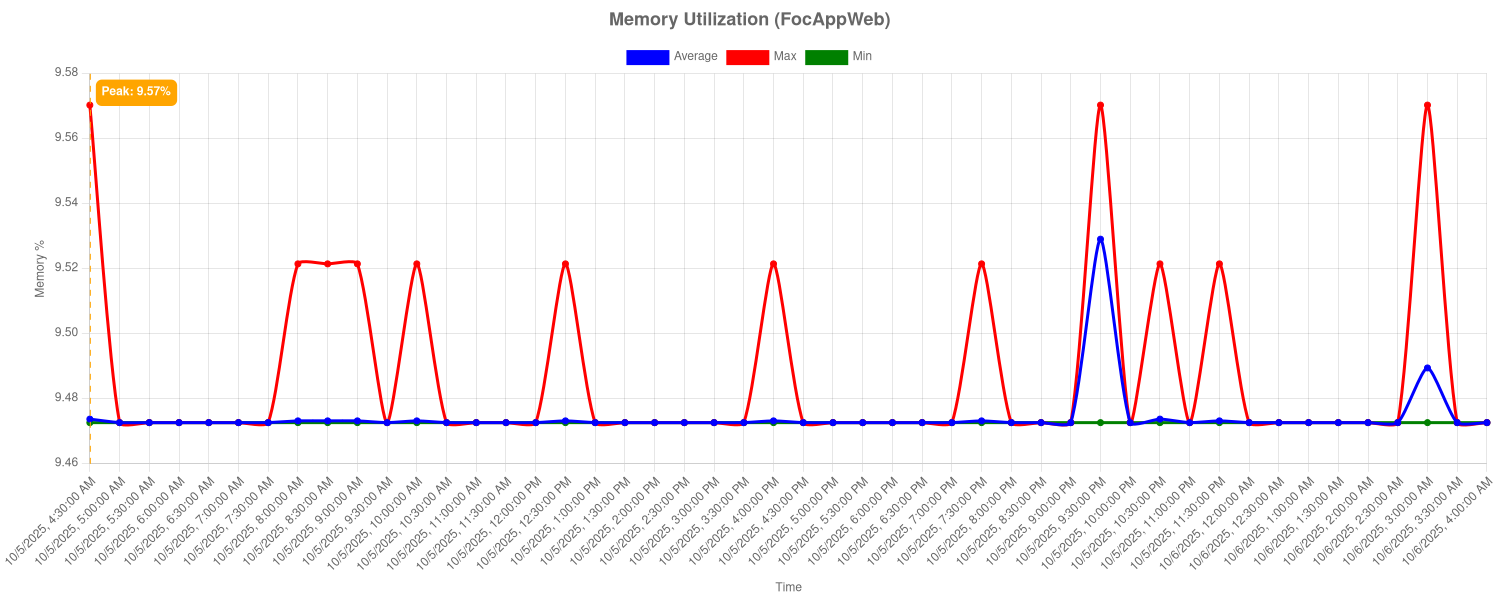 Memory Utilization (FocAppWeb)
Average Max Min
9.58
Peak: 9.57%
9.56
9.54
9.52
Memory %
9.50
9.48
9.46
10/5/2025, 4:30:00 AM
10/5/2025, 5:00:00 AM
10/5/2025, 5:30:00 AM
10/5/2025, 6:00:00 AM
10/5/2025, 6:30:00 AM
10/5/2025, 7:00:00 AM
10/5/2025, 7:30:00 AM
10/5/2025, 8:00:00 AM
10/5/2025, 8:30:00 AM
10/5/2025, 9:00:00 AM
10/5/2025, 9:30:00 AM
10/5/2025, 10:00:00 AM
10/5/2025, 10:30:00 AM
10/5/2025, 11:00:00 AM
10/5/2025, 11:30:00 AM
10/5/2025, 12:00:00 PM
10/5/2025, 12:30:00 PM
10/5/2025, 1:00:00 PM
10/5/2025, 1:30:00 PM
10/5/2025, 2:00:00 PM
10/5/2025, 2:30:00 PM
10/5/2025, 3:00:00 PM
10/5/2025, 3:30:00 PM
10/5/2025, 4:00:00 PM
10/5/2025, 4:30:00 PM
10/5/2025, 5:00:00 PM
10/5/2025, 5:30:00 PM
10/5/2025, 6:00:00 PM
10/5/2025, 6:30:00 PM
10/5/2025, 7:00:00 PM
10/5/2025, 7:30:00 PM
10/5/2025, 8:00:00 PM
10/5/2025, 8:30:00 PM
10/5/2025, 9:00:00 PM
10/5/2025, 9:30:00 PM
10/5/2025, 10:00:00 PM
10/5/2025, 10:30:00 PM
10/5/2025, 11:00:00 PM
10/5/2025, 11:30:00 PM
10/6/2025, 12:00:00 AM
10/6/2025, 12:30:00 AM
10/6/2025, 1:00:00 AM
10/6/2025, 1:30:00 AM
10/6/2025, 2:00:00 AM
10/6/2025, 2:30:00 AM
10/6/2025, 3:00:00 AM
10/6/2025, 3:30:00 AM
10/6/2025, 4:00:00 AM
Time